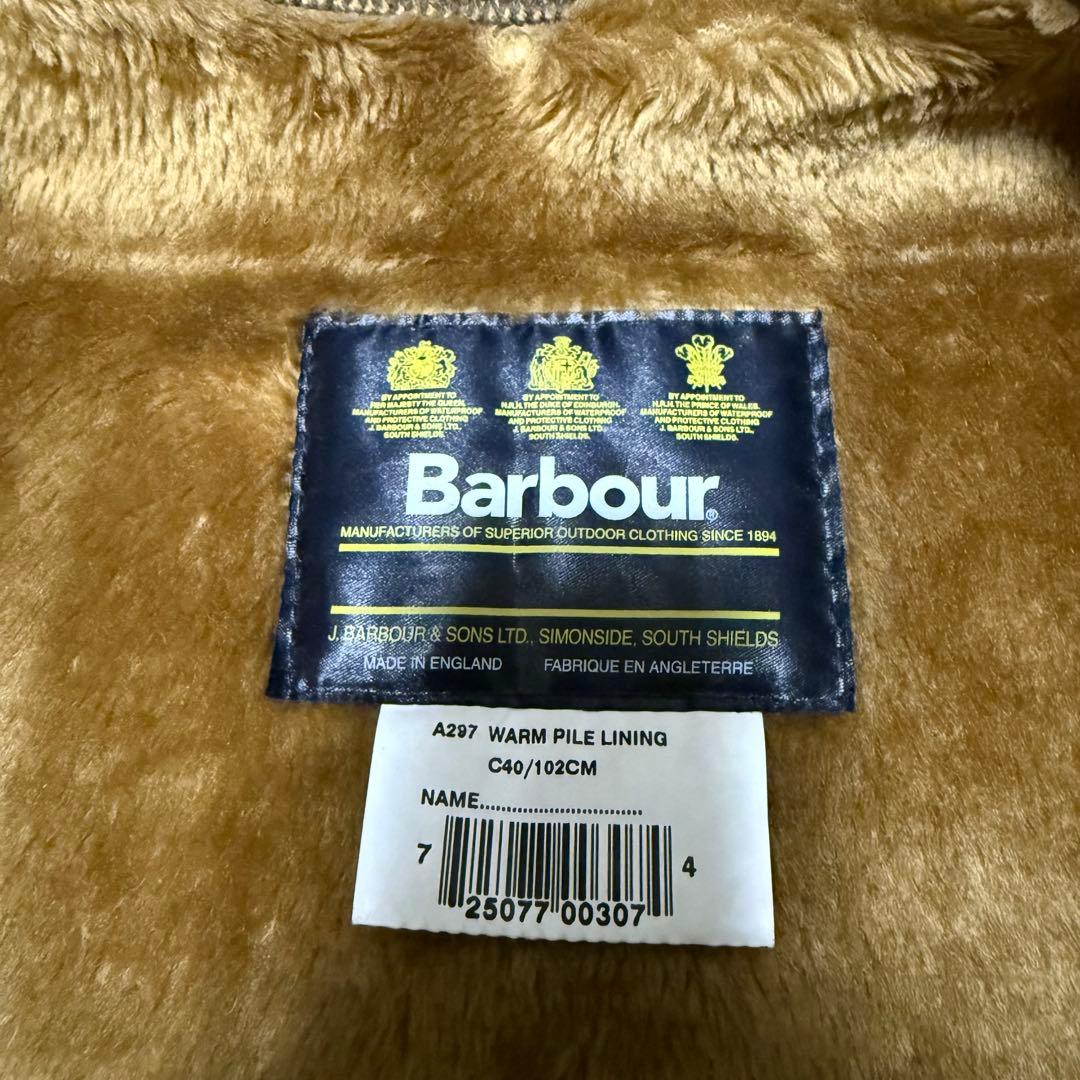 BY APPOINTMENT TO
HER MAJESTY THE QUEEN,
MANUFACTURERS OF WATERPROOF
AND PROTECTIVE CLOTHING
J. BARBOUR & SONS LTD.,
SOUTH SHIELDS.
BY APPOINTMENT TO
H.R.H. THE DUKE OF EDINBURGH,
MANUFACTURERS OF WATERPROOF
AND PROTECTIVE CLOTHING
J. BARBOUR & SONS LTD.,
SOUTH SHIELDS.
BY APPOINTMENT TO
H.R.H. THE PRINCE OF WALES,
MANUFACTURERS OF WATERPROOF
AND PROTECTIVE CLOTHING
J. BARBOUR & SONS LTD.,
SOUTH SHIELDS.
Barbour®
MANUFACTURERS OF SUPERIOR OUTDOOR CLOTHING SINCE 1894
J. BARBOUR & SONS LTD., SIMONSIDE, SOUTH SHIELDS
MADE IN ENGLAND FABRIQUE EN ANGLETERRE
A297 WARM PILE LINING
C40/102CM
NAME..............................
7 25077 00307 4